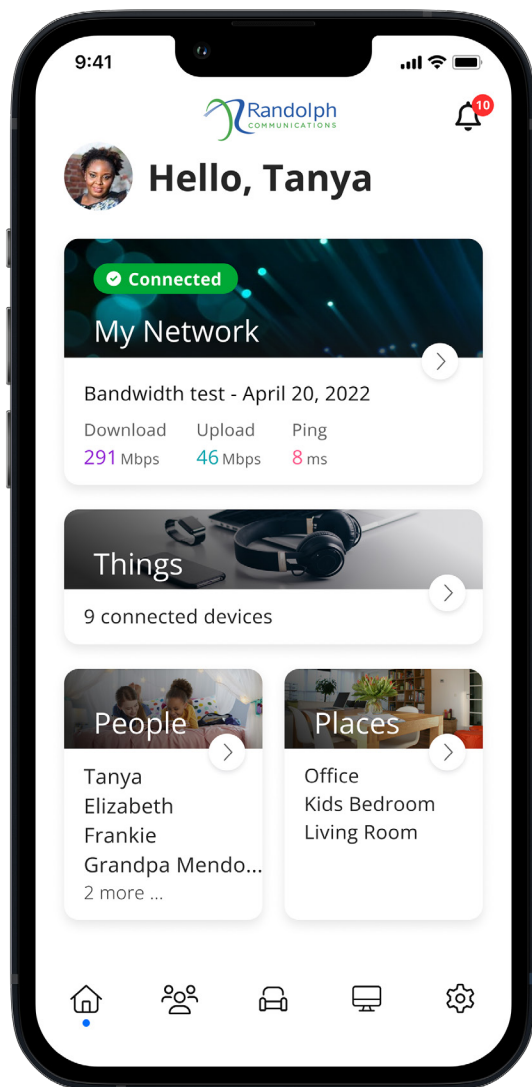 9:41
Randolph
COMMUNICATIONS
10
Hello, Tanya
Connected
My Network
Bandwidth test - April 20, 2022
Download Upload Ping
291 Mbps 46 Mbps 8 ms
Things
9 connected devices
People
Tanya
Elizabeth
Frankie
Grandpa Mendo...
2 more ...
Places
Office
Kids Bedroom
Living Room